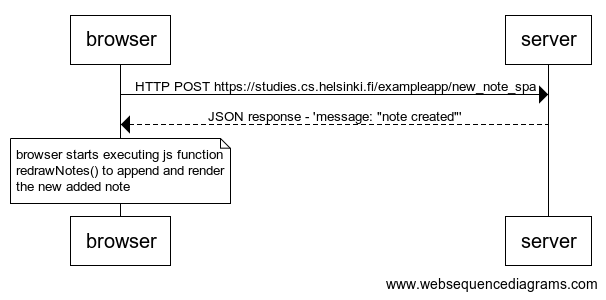 browser
server
HTTP POST https://studies.cs.helsinki.fi/exampleapp/new_note_spa
JSON response - 'message: "note created"'
browser starts executing js function
redrawNotes() to append and render
the new added note
browser
server
www.websequencediagrams.com